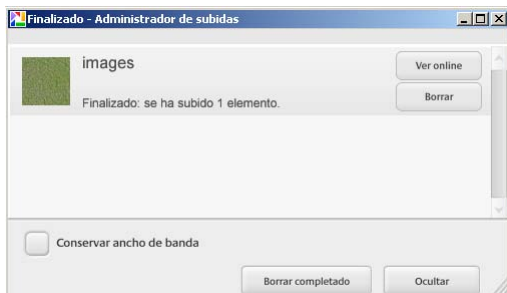 Finalizado - Administrador de subidas
images
Ver online
Finalizado: se ha subido 1 elemento.
Borrar
Conservar ancho de banda
Borrar completado
Ocultar